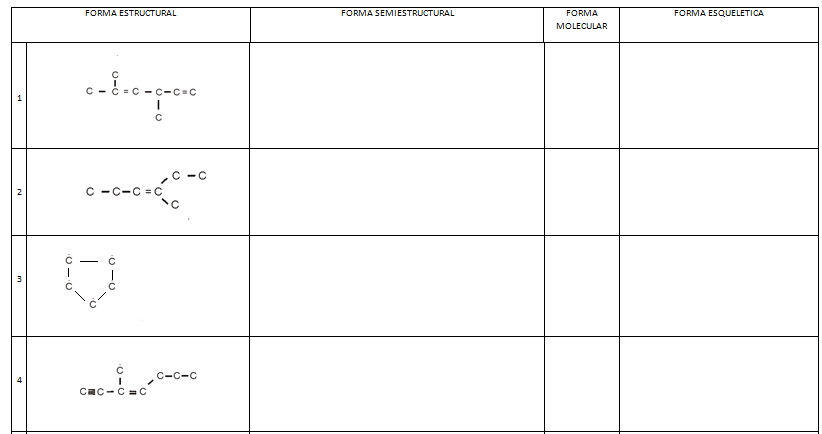 FORMA ESTRUCTURAL
FORMA SEMIESTRUCTURAL
FORMA
MOLECULAR
FORMA ESQUELETICA
1
C
C – C = C – C – C = C
C
2
C – C
C – C – C = C
C
3
C — C
C C
C
4
C
C – C – C
C ≡ C – C = C